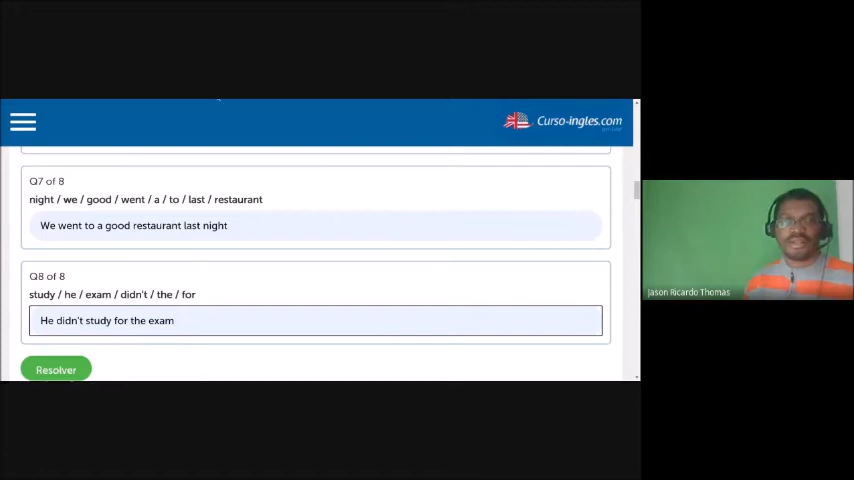 Curso-ingles.com
Q7 of 8
night / we / good / went / a / to / last / restaurant
We went to a good restaurant last night
Q8 of 8
study / he / exam / didn't / the / for
He didn't study for the exam
Resolver
Jason Ricardo Thomas